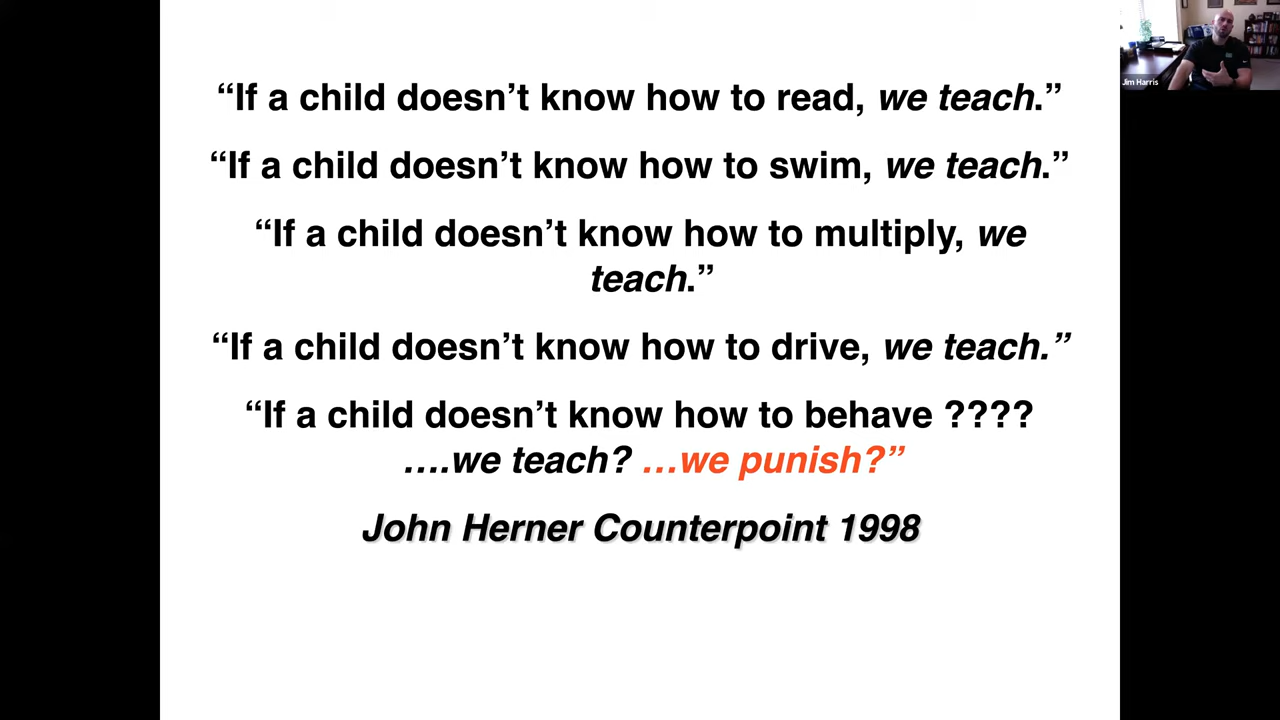 “If a child doesn’t know how to read, we teach.”
“If a child doesn’t know how to swim, we teach.”
“If a child doesn’t know how to multiply, we
teach.”
“If a child doesn’t know how to drive, we teach.”
“If a child doesn’t know how to behave ????
….we teach? …we punish?”
John Herner Counterpoint 1998
Jim Harris